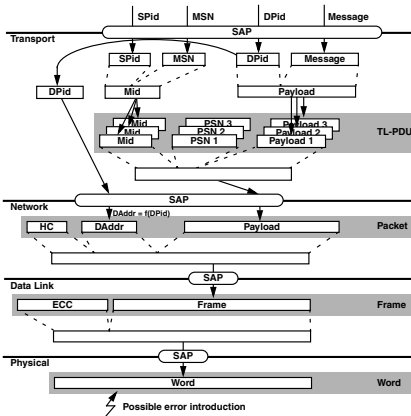 SPid MSN DPid Message
SAP
Transport
SPid MSN DPid Message
DPid Mid Payload
Mid PSN 3 Payload 3
Mid PSN 2 Payload 2
Mid PSN 1 Payload 1
TL-PDU
SAP
Network
DAddr = f(DPid)
HC DAddr Payload Packet
SAP
Data Link
ECC Frame Frame
SAP
Physical
Word Word
Possible error introduction